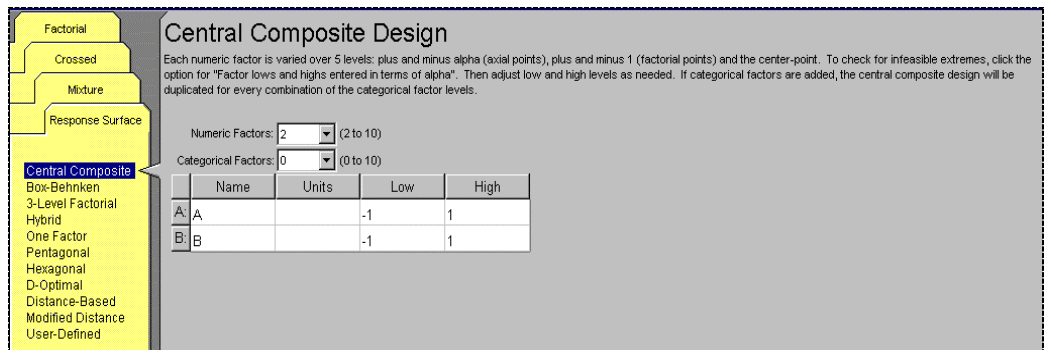 Factorial
Crossed
Mixture
Response Surface
Central Composite
Box-Behnken
3-Level Factorial
Hybrid
One Factor
Pentagonal
Hexagonal
D-Optimal
Distance-Based
Modified Distance
User-Defined
Central Composite Design
Each numeric factor is varied over 5 levels: plus and minus alpha (axial points), plus and minus 1 (factorial points) and the center-point. To check for infeasible extremes, click the
option for "Factor lows and highs entered in terms of alpha". Then adjust low and high levels as needed. If categorical factors are added, the central composite design will be
duplicated for every combination of the categorical factor levels.
Numeric Factors: 2 (2 to 10)
Categorical Factors: 0 (0 to 10)
Name Units Low High
A: A -1 1
B: B -1 1